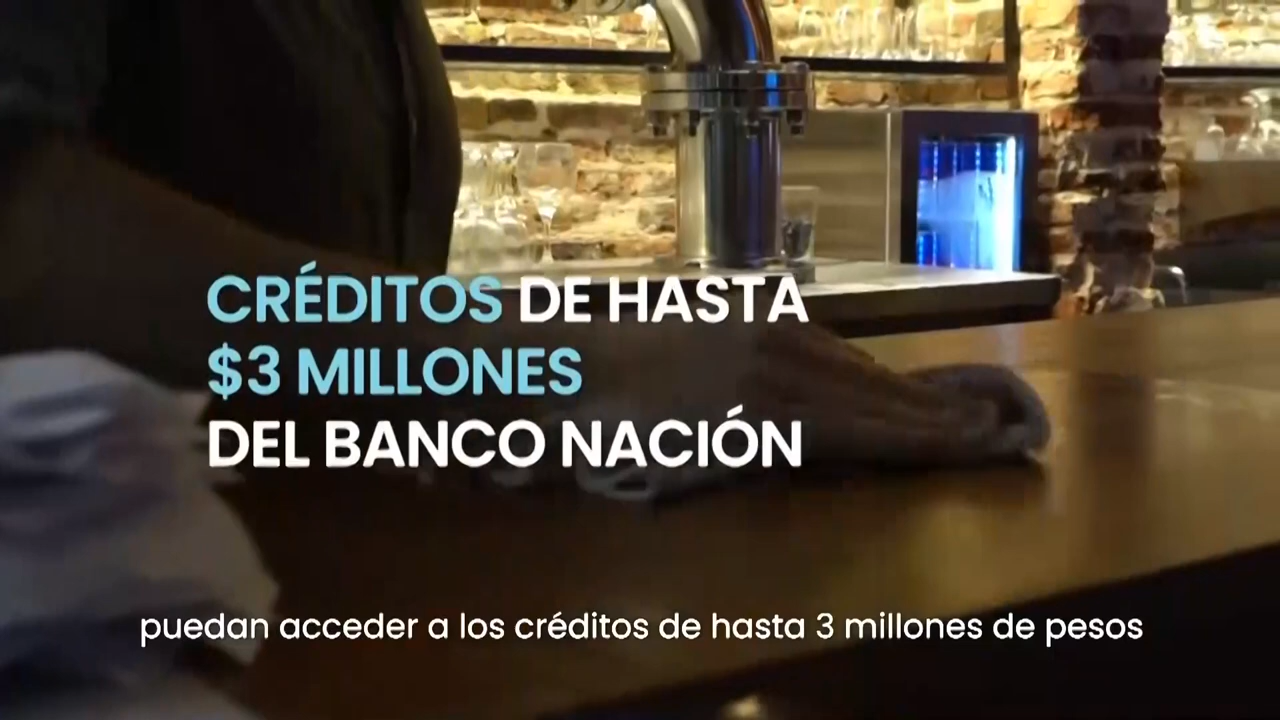 CRÉDITOS DE HASTA
$3 MILLONES
DEL BANCO NACIÓN
puedan acceder a los créditos de hasta 3 millones de pesos